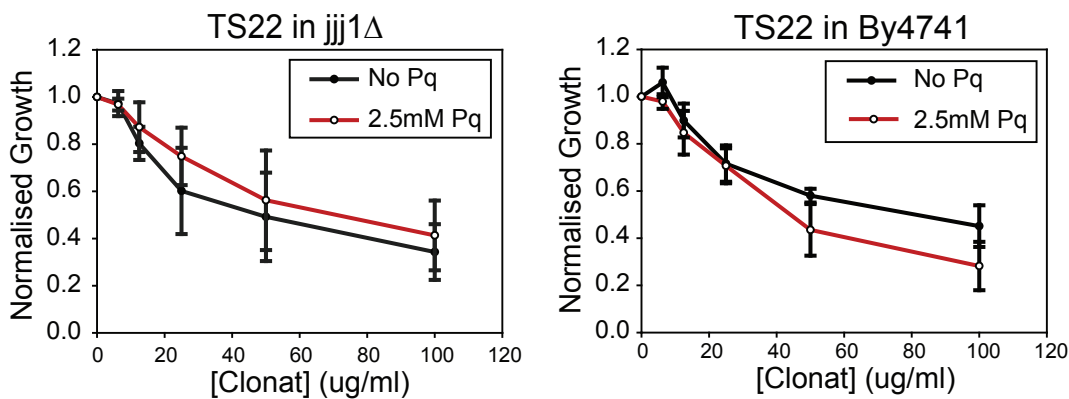 TS22 in jjj1Δ
1.2
1.0
0.8
0.6
0.4
0.2
0.0
Normalised Growth
No Pq
2.5mM Pq
0 20 40 60 80 100 120
[Clonat] (ug/ml)
TS22 in By4741
1.2
1.0
0.8
0.6
0.4
0.2
0.0
Normalised Growth
No Pq
2.5mM Pq
0 20 40 60 80 100 120
[Clonat] (ug/ml)